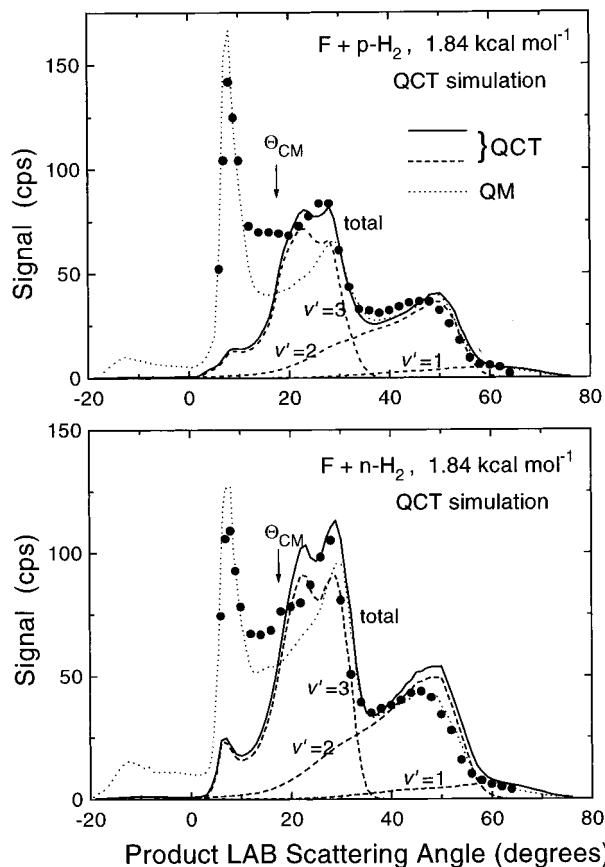 F + p-H₂, 1.84 kcal mol⁻¹
QCT simulation
}QCT
QM
Θ_CM
total
v'=3
v'=2
v'=1
Signal (cps)
150
100
50
0
-20
0
20
40
60
80
F + n-H₂, 1.84 kcal mol⁻¹
QCT simulation
Θ_CM
total
v'=3
v'=2
v'=1
Signal (cps)
150
100
50
0
-20
0
20
40
60
80
Product LAB Scattering Angle (degrees)